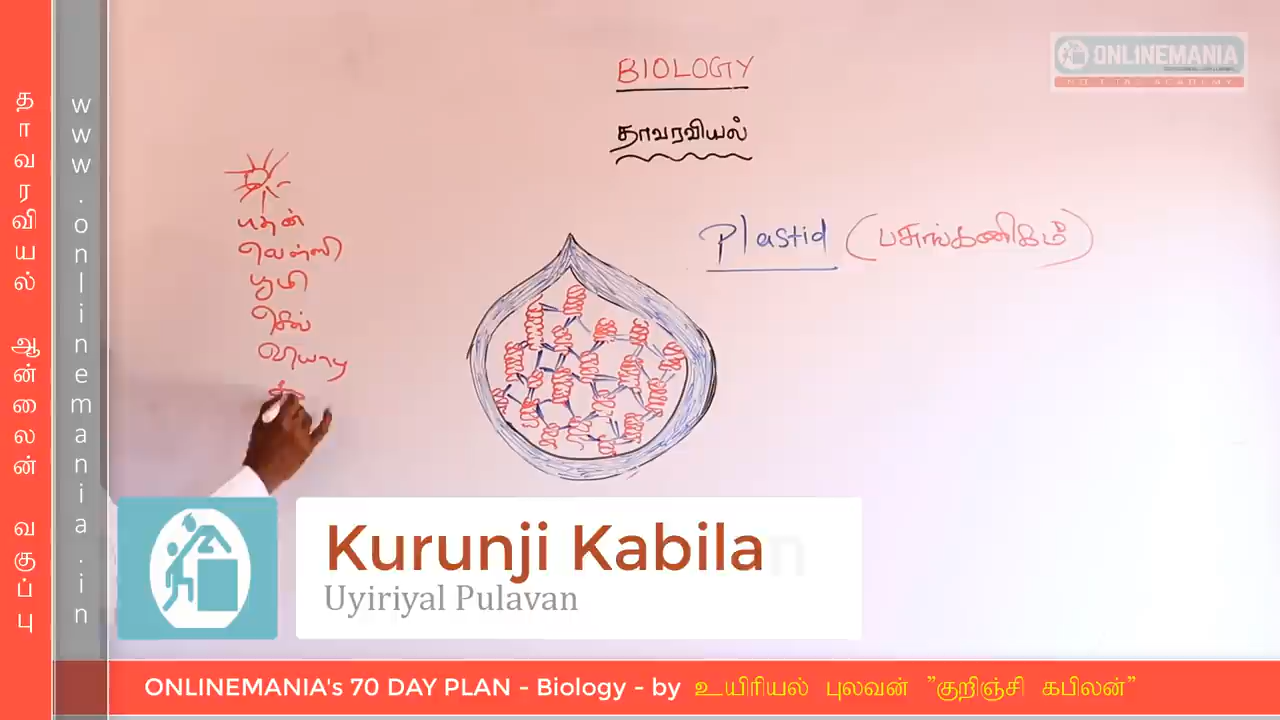 தாவரவியல் ஆன்லைன் வகுப்பு
www.onlinemania.in
ONLINEMANIA
BIOLOGY
தாவரவியல்
Plastid (பசுங்கணிகம்)
புதன்
வெள்ளி
பூமி
செவ்
வியாழ
Kurunji Kabilan
Uyiriyal Pulavan
ONLINEMANIA's 70 DAY PLAN - Biology - by உயிரியல் புலவன் "குறிஞ்சி கபிலன்"